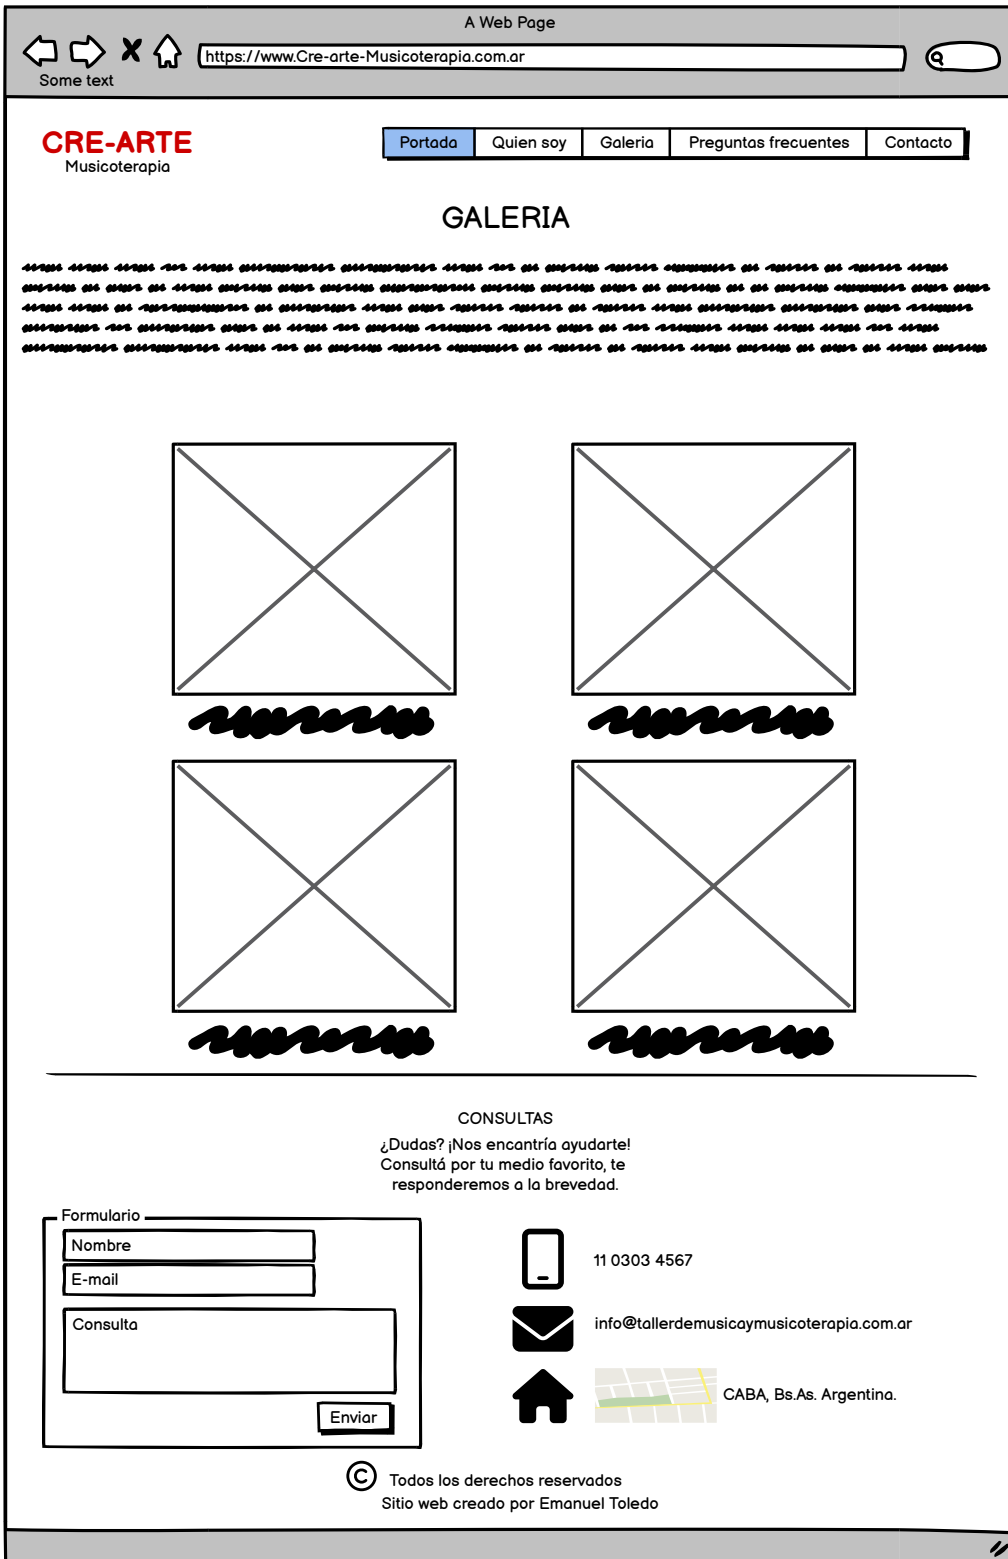 A Web Page
https://www.Cre-arte-Musicoterapia.com.ar
Some text
CRE-ARTE
Musicoterapia
Portada
Quien soy
Galeria
Preguntas frecuentes
Contacto
GALERIA
CONSULTAS
¿Dudas? ¡Nos encantría ayudarte!
Consultá por tu medio favorito, te
responderemos a la brevedad.
Formulario
Nombre
E-mail
Consulta
Enviar
11 0303 4567
info@tallerdemusicaymusicoterapia.com.ar
CABA, Bs.As. Argentina.
© Todos los derechos reservados
Sitio web creado por Emanuel Toledo